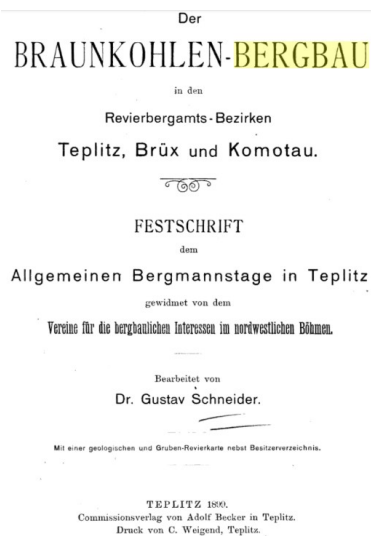 Der
BRAUNKOHLEN-BERGBAU
in den
Revierbergamts-Bezirken
Teplitz, Brüx und Komotau.
FESTSCHRIFT
dem
Allgemeinen Bergmannstage in Teplitz
gewidmet von dem
Vereine für die bergbaulichen Interessen im nordwestlichen Böhmen.
Bearbeitet von
Dr. Gustav Schneider.
Mit einer geologischen und Gruben-Revierkarte nebst Besitzerverzeichnis.
TEPLITZ 1899.
Commissionsverlag von Adolf Becker in Teplitz.
Druck von C. Weigend, Teplitz.